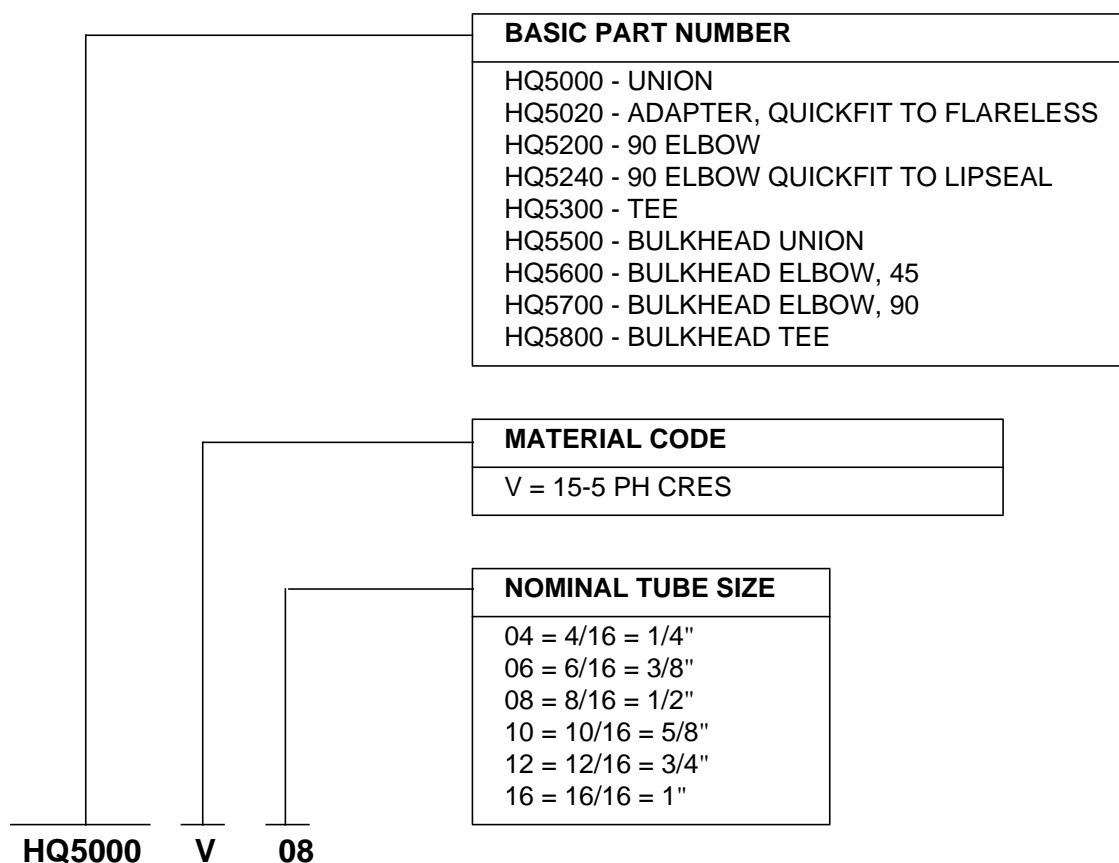 BASIC PART NUMBER
HQ5000 - UNION
HQ5020 - ADAPTER, QUICKFIT TO FLARELESS
HQ5200 - 90 ELBOW
HQ5240 - 90 ELBOW QUICKFIT TO LIPSEAL
HQ5300 - TEE
HQ5500 - BULKHEAD UNION
HQ5600 - BULKHEAD ELBOW, 45
HQ5700 - BULKHEAD ELBOW, 90
HQ5800 - BULKHEAD TEE
MATERIAL CODE
V = 15-5 PH CRES
NOMINAL TUBE SIZE
04 = 4/16 = 1/4"
06 = 6/16 = 3/8"
08 = 8/16 = 1/2"
10 = 10/16 = 5/8"
12 = 12/16 = 3/4"
16 = 16/16 = 1"
HQ5000 V 08